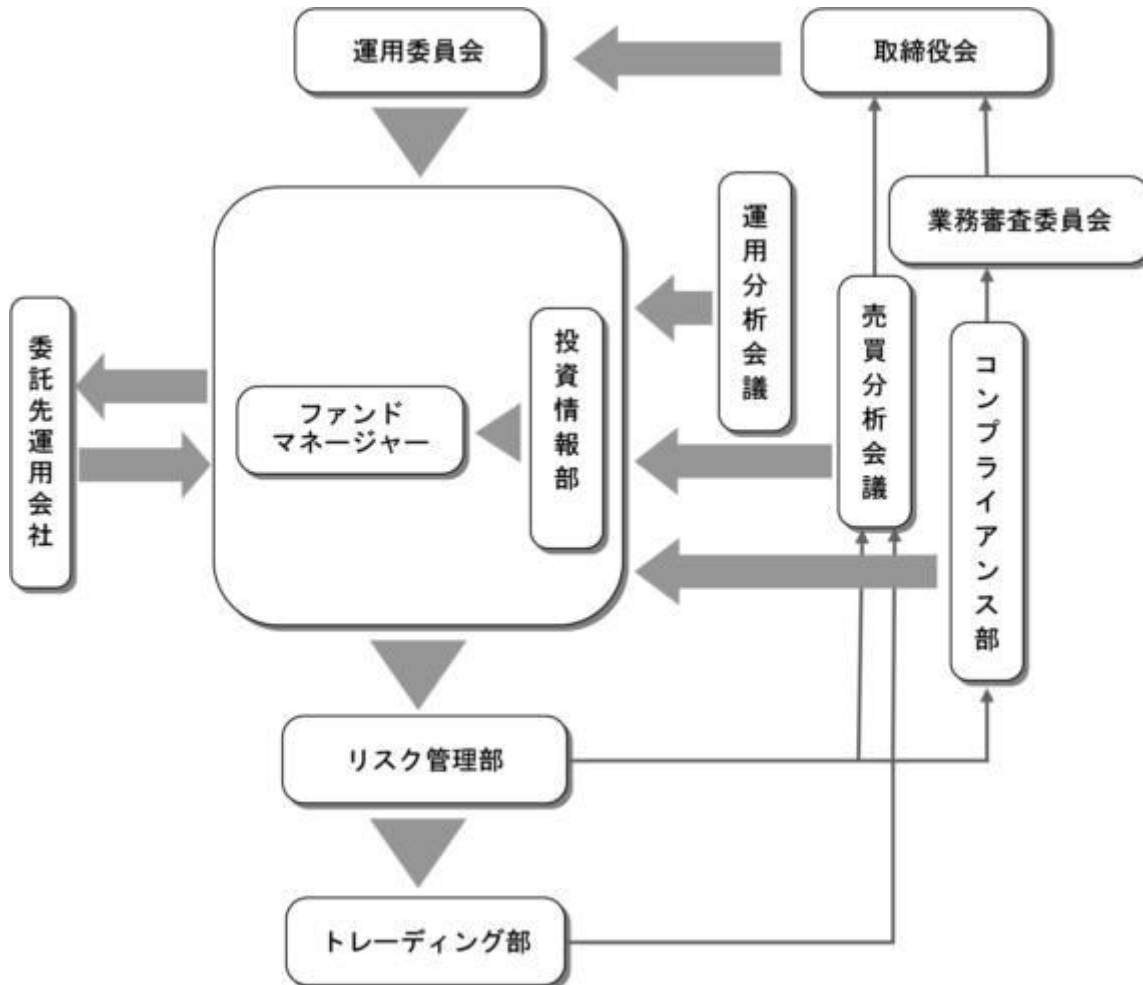 運用委員会
取締役会
運用分析会議
業務審査委員会
売買分析会議
委託先運用会社
投資情報部
コンプライアンス部
ファンド
マネージャー
リスク管理部
トレーディング部